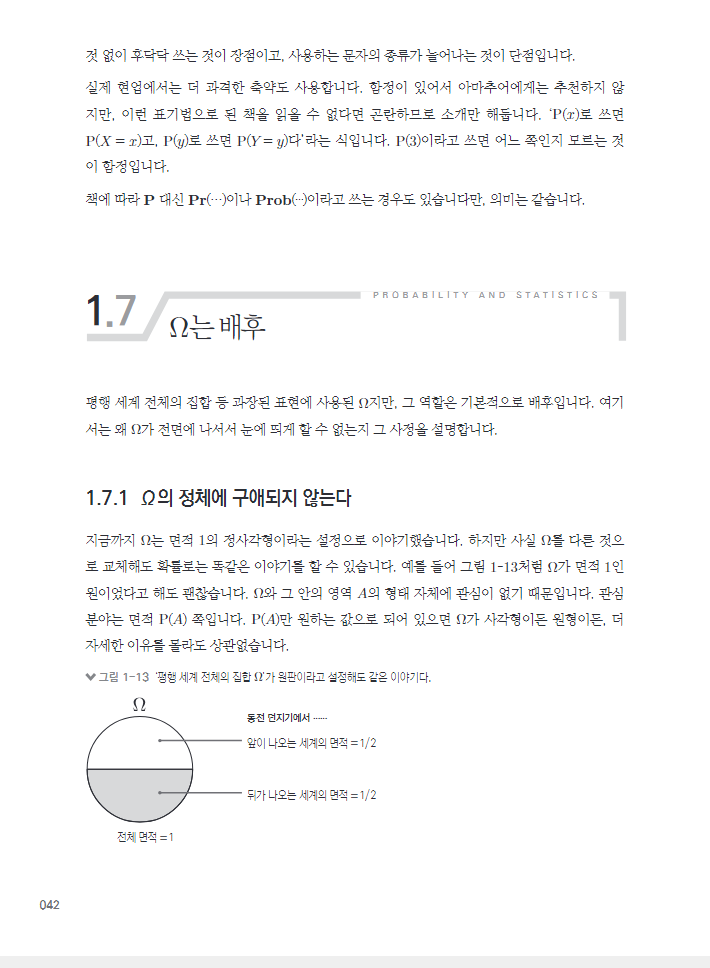 것 없이 후닥닥 쓰는 것이 장점이고, 사용하는 문자의 종류가 늘어나는 것이 단점입니다.
실제 현업에서는 더 과격한 축약도 사용합니다. 함정이 있어서 아마추어에게는 추천하지 않
지만, 이런 표기법으로 된 책을 읽을 수 없다면 곤란하므로 소개만 해둡니다. ‘P(x)로 쓰면
P(X = x)고, P(y)로 쓰면 P(Y = y)다’라는 식입니다. P(3)이라고 쓰면 어느 쪽인지 모르는 것
이 함정입니다.
책에 따라 P 대신 Pr(…)이나 Prob(…)이라고 쓰는 경우도 있습니다만, 의미는 같습니다.
PROBABILITY AND STATISTICS
1.7
Ω는 배후
평행 세계 전체의 집합 등 과장된 표현에 사용된 Ω지만, 그 역할은 기본적으로 배후입니다. 여기
서는 왜 Ω가 전면에 나서서 눈에 띄게 할 수 없는지 그 사정을 설명합니다.
1.7.1 Ω의 정체에 구애되지 않는다
지금까지 Ω는 면적 1의 정사각형이라는 설정으로 이야기했습니다. 하지만 사실 Ω를 다른 것으
로 교체해도 확률로는 똑같은 이야기를 할 수 있습니다. 예를 들어 그림 1-13처럼 Ω가 면적 1인
원이었다고 해도 괜찮습니다. Ω와 그 안의 영역 A의 형태 자체에 관심이 없기 때문입니다. 관심
분야는 면적 P(A) 쪽입니다. P(A)만 원하는 값으로 되어 있으면 Ω가 사각형이든 원형이든, 더
자세한 이유를 몰라도 상관없습니다.
그림 1-13 ‘평행 세계 전체의 집합 Ω’가 원판이라고 설정해도 같은 이야기다.
Ω
동전 던지기에서 ……
앞이 나오는 세계의 면적 = 1/2
뒤가 나오는 세계의 면적 = 1/2
전체 면적 = 1
042